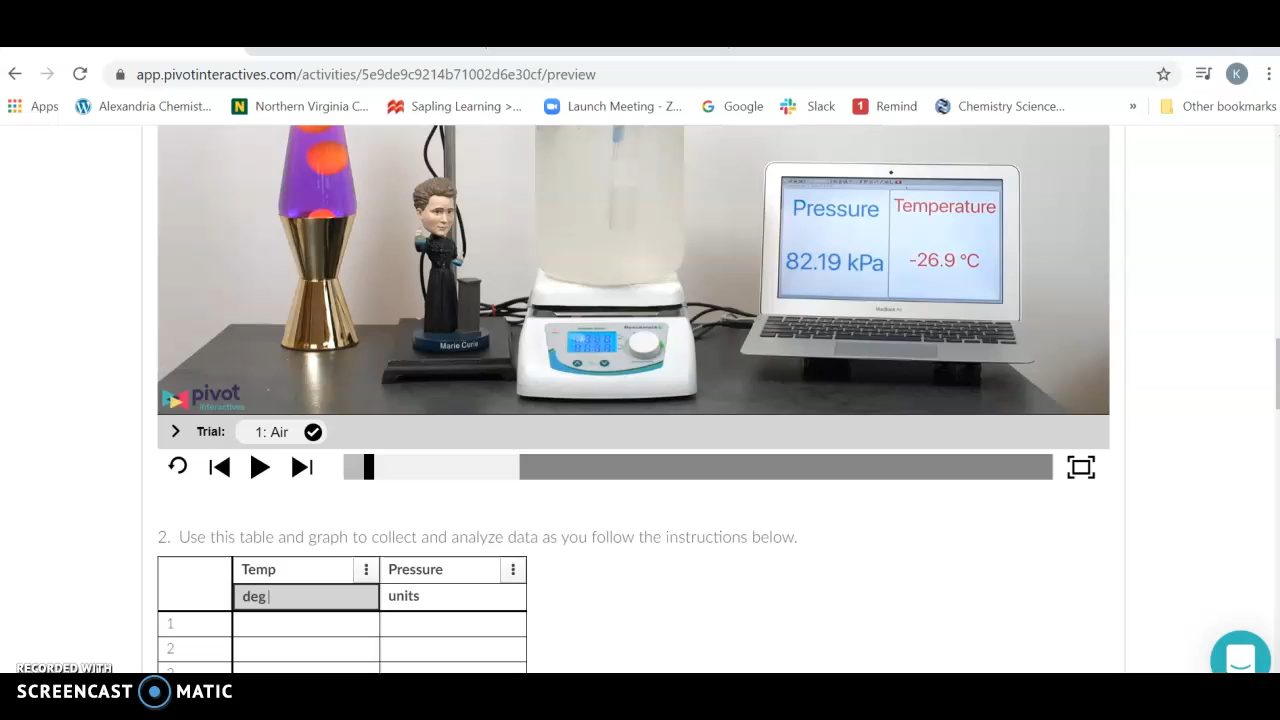 app.pivotinteractives.com/activities/5e9de9c9214b71002d6e30cf/preview
K
Apps
Alexandria Chemist...
Northern Virginia C...
Sapling Learning >...
Launch Meeting - Z...
Google
Slack
1 Remind
Chemistry Science...
»
Other bookmarks
Pressure Temperature
82.19 kPa -26.9 °C
MacBook Air
Marie Curie
pivot
interactives
Trial: 1: Air
2. Use this table and graph to collect and analyze data as you follow the instructions below.
Temp Pressure
deg units
1
2
RECORDED WITH
SCREENCAST MATIC